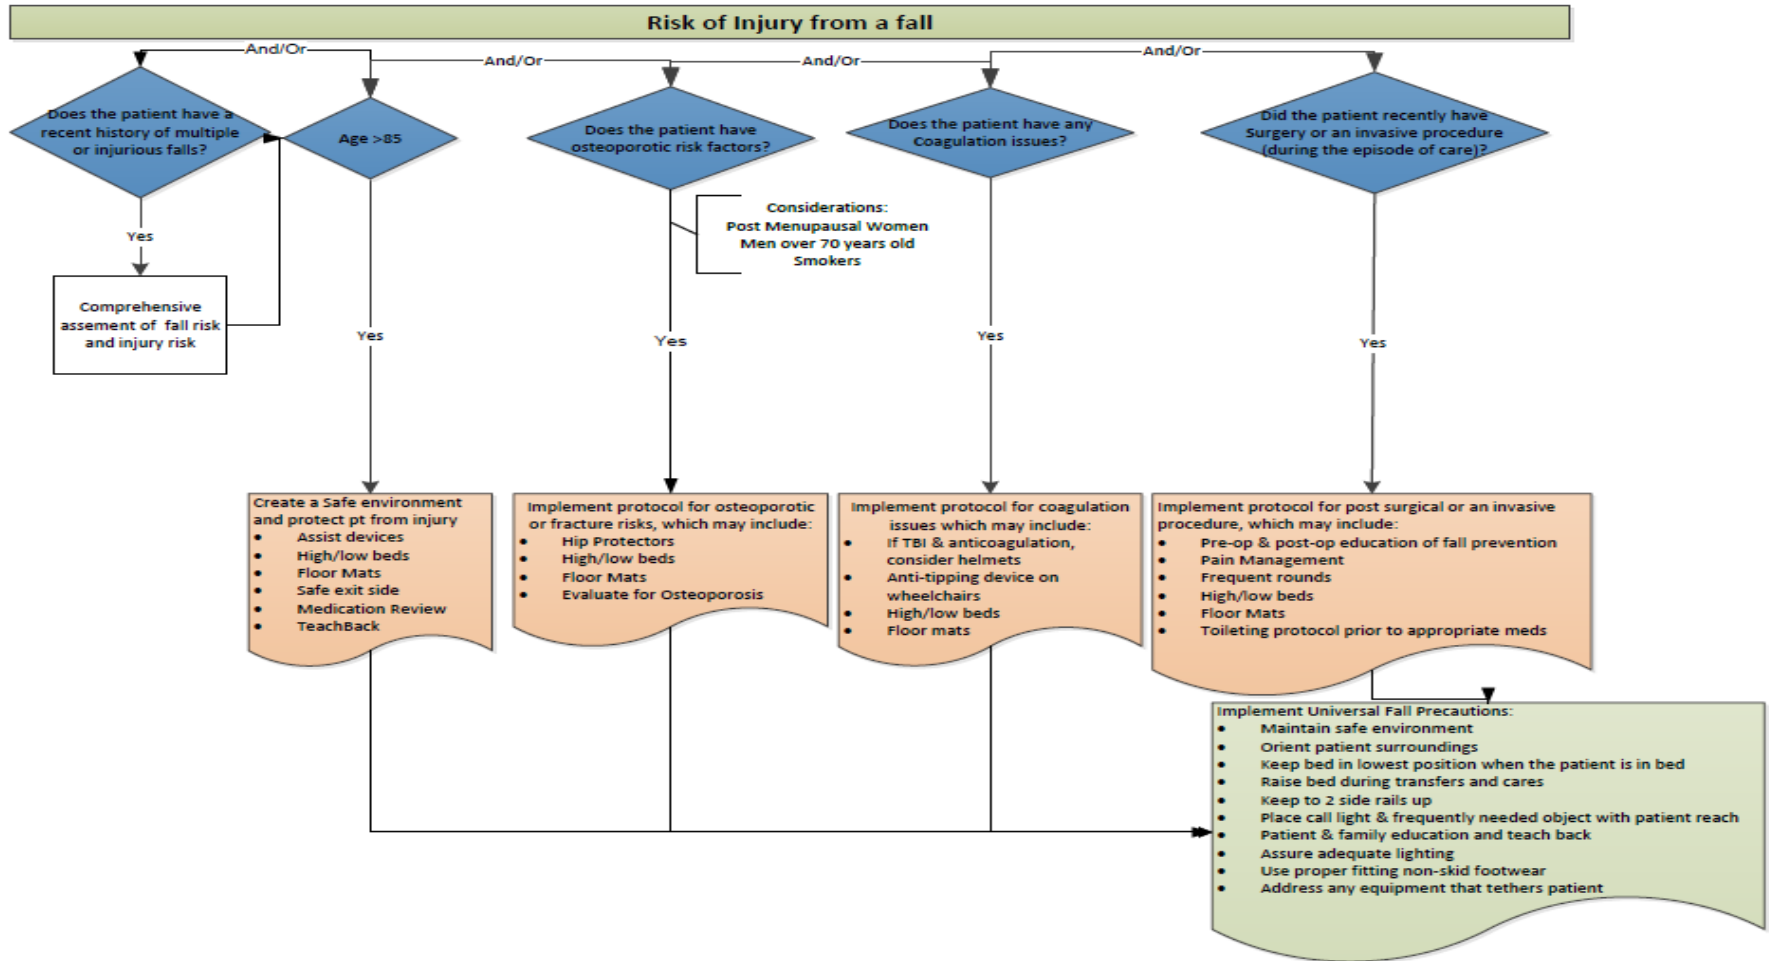 Risk of Injury from a fall
And/Or
And/Or
And/Or
And/Or
Does the patient have a
recent history of multiple
or injurious falls?
Age >85
Does the patient have
osteoporotic risk factors?
Does the patient have any
Coagulation issues?
Did the patient recently have
Surgery or an invasive procedure
(during the episode of care)?
Considerations:
Post Menupausal Women
Men over 70 years old
Smokers
Yes
Comprehensive
assement of fall risk
and injury risk
Yes
Yes
Yes
Yes
Create a Safe environment
and protect pt from injury
• Assist devices
• High/low beds
• Floor Mats
• Safe exit side
• Medication Review
• TeachBack
Implement protocol for osteoporotic
or fracture risks, which may include:
• Hip Protectors
• High/low beds
• Floor Mats
• Evaluate for Osteoporosis
Implement protocol for coagulation
issues which may include:
• If TBI & anticoagulation,
consider helmets
• Anti-tipping device on
wheelchairs
• High/low beds
• Floor mats
Implement protocol for post surgical or an invasive
procedure, which may include:
• Pre-op & post-op education of fall prevention
• Pain Management
• Frequent rounds
• High/low beds
• Floor Mats
• Toileting protocol prior to appropriate meds
Implement Universal Fall Precautions:
• Maintain safe environment
• Orient patient surroundings
• Keep bed in lowest position when the patient is in bed
• Raise bed during transfers and cares
• Keep to 2 side rails up
• Place call light & frequently needed object with patient reach
• Patient & family education and teach back
• Assure adequate lighting
• Use proper fitting non-skid footwear
• Address any equipment that tethers patient